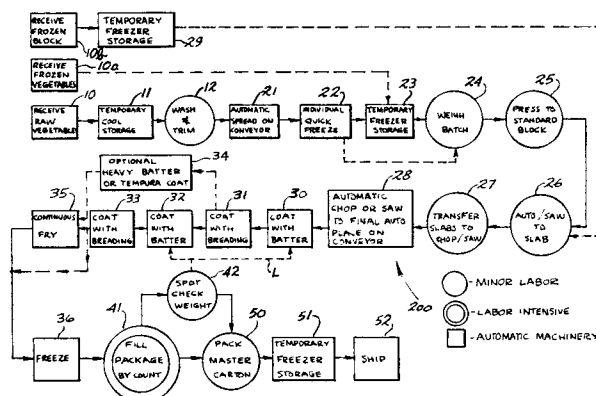 RECEIVE
FROZEN
BLOCK
10b
TEMPORARY
FREEZER
STORAGE
29
RECEIVE
FROZEN
VEGETABLES
10a
10
RECEIVE
RAW
VEGETABLES
11
TEMPORARY
COOL
STORAGE
12
WASH
&
TRIM
21
AUTOMATIC
SPREAD ON
CONVEYOR
22
INDIVIDUAL
QUICK
FREEZE
23
TEMPORARY
FREEZER
STORAGE
24
WEIGH
BATCH
25
PRESS TO
STANDARD
BLOCK
34
OPTIONAL
HEAVY BATTER
OR TEMPURA COAT
35
CONTINUOUS
FRY
33
COAT
WITH
BREADING
32
COAT
WITH
BATTER
31
COAT
WITH
BREADING
30
COAT
WITH
BATTER
28
AUTOMATIC
CHOP OR SAW
TO FINAL AUTO
PLACE ON
CONVEYOR
27
TRANSFER
SLABS TO
CHOP/SAW
26
AUTO/SAW
TO
SLAB
L
200
42
SPOT
CHECK
WEIGHT
36
FREEZE
41
FILL
PACKAGE
BY COUNT
50
PACK
MASTER
CARTON
51
TEMPORARY
FREEZER
STORAGE
52
SHIP
-MINOR LABOR
-LABOR INTENSIVE
-AUTOMATIC MACHINERY